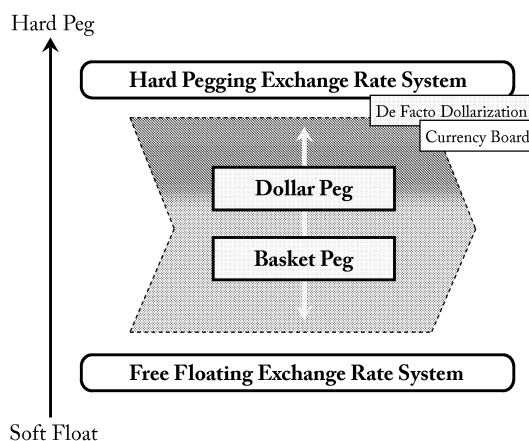 Hard Peg
Hard Pegging Exchange Rate System
De Facto Dollarization
Currency Board
Dollar Peg
Basket Peg
Free Floating Exchange Rate System
Soft Float